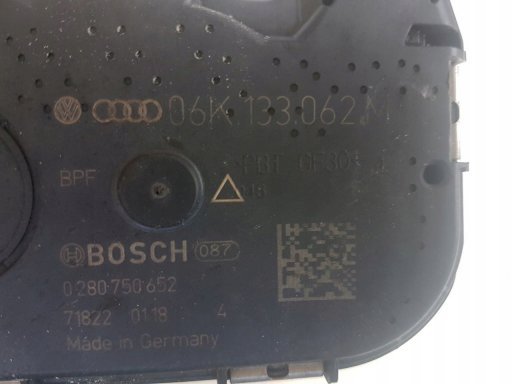 06K 133 062 M
PBT GF30
BPF
BOSCH 087
0 280 750 652
71822 0118 4
Made in Germany